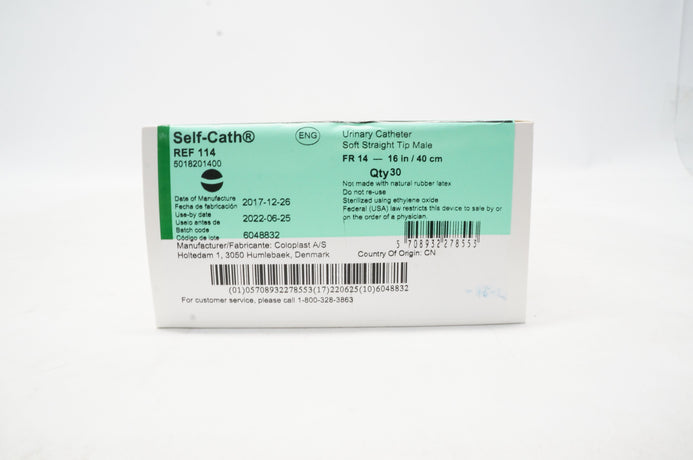 Self-Cath®
REF 114
5018201400
ENG
Urinary Catheter
Soft Straight Tip Male
FR 14 — 16 in / 40 cm
Qty 30
Not made with natural rubber latex
Do not re-use
Sterilized using ethylene oxide
Federal (USA) law restricts this device to sale by or
on the order of a physician.
Date of Manufacture
Fecha de fabricación
2017-12-26
Use-by date
Uselo antes de
2022-06-25
Batch code
Código de lote
6048832
5 708932 278553
Manufacturer/Fabricante: Coloplast A/S
Holtedam 1, 3050 Humlebaek, Denmark
Country Of Origin: CN
(01)05708932278553(17)220625(10)6048832
For customer service, please call 1-800-328-3863